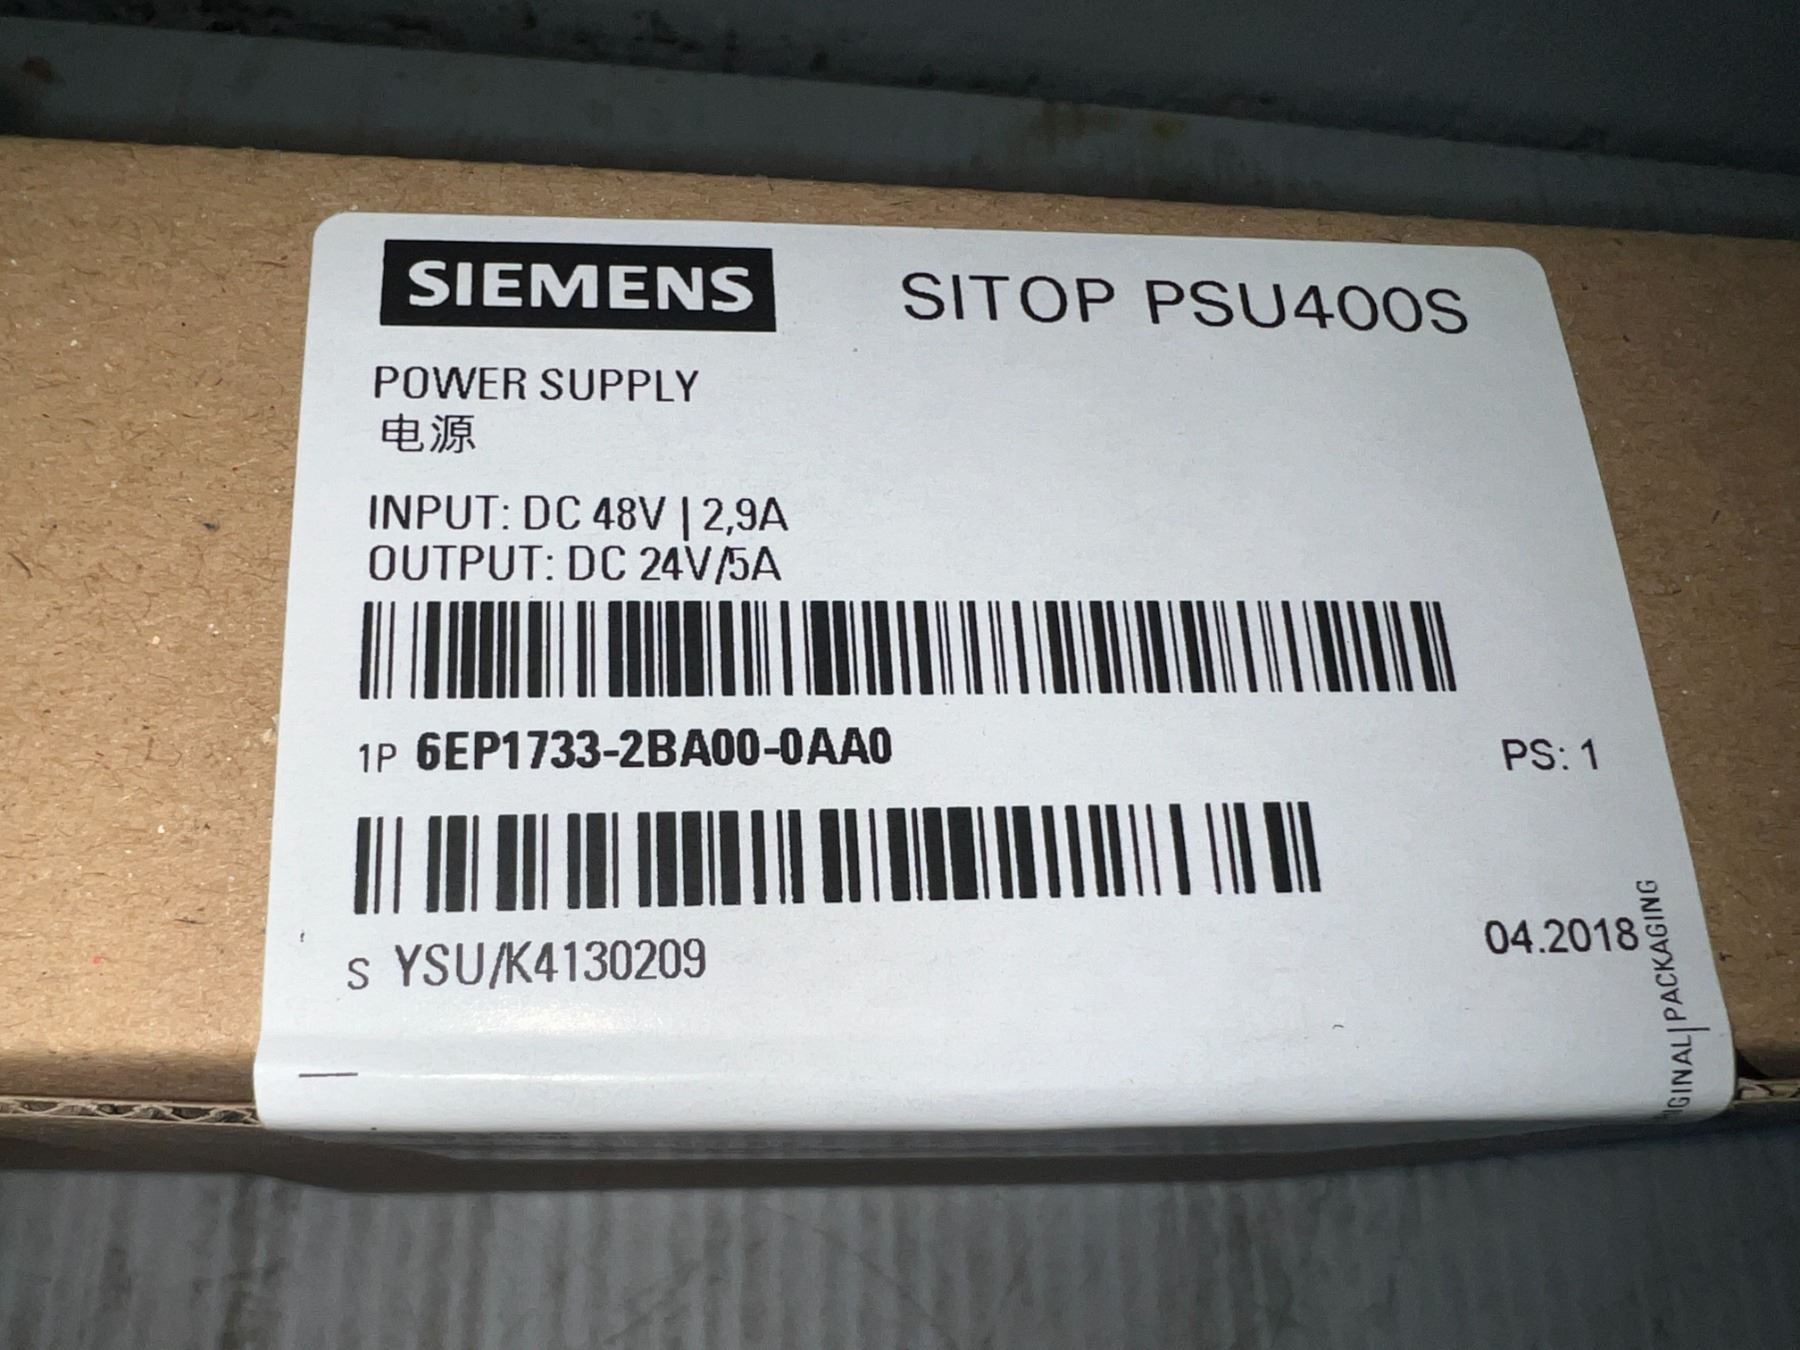 SIEMENS SITOP PSU400S
POWER SUPPLY
电源
INPUT: DC 48V | 2,9A
OUTPUT: DC 24V/5A
1P 6EP1733-2BA00-0AA0 PS: 1
S YSU/K4130209
04.2018
PACKAGING